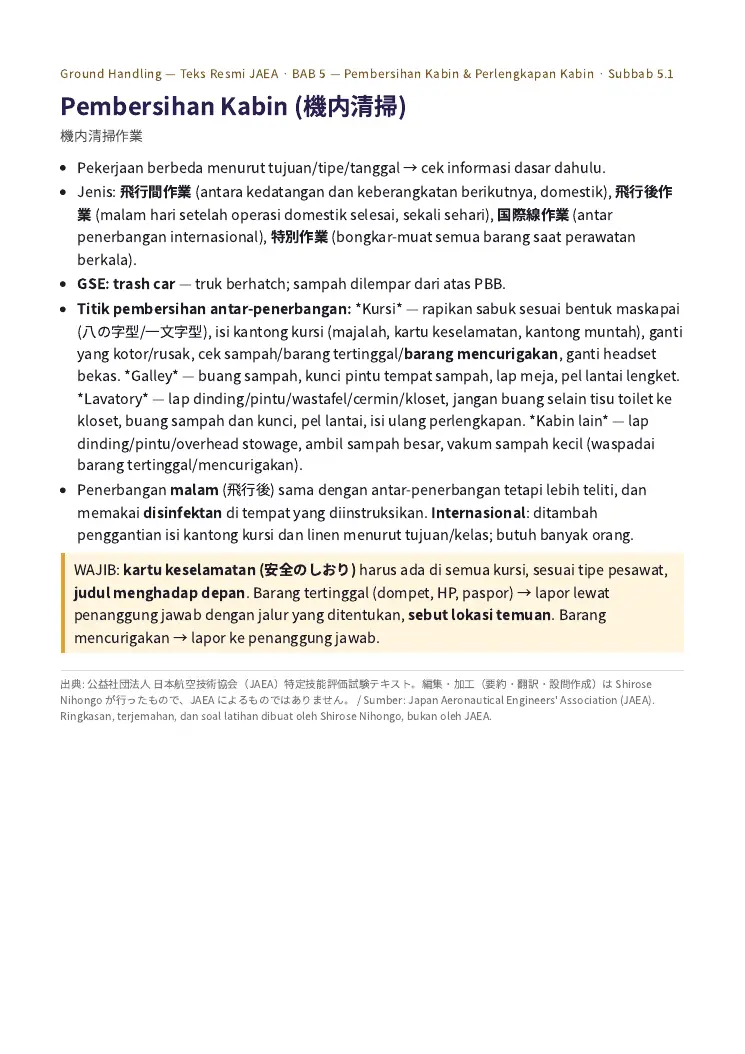 Ground Handling — Teks Resmi JAEA · BAB 5 — Pembersihan Kabin & Perlengkapan Kabin · Subbab 5.1
Pembersihan Kabin (機内清掃)
機内清掃作業
• Pekerjaan berbeda menurut tujuan/tipe/tanggal → cek informasi dasar dahulu.
• Jenis: 飛行間作業 (antara kedatangan dan keberangkatan berikutnya, domestik), 飛行後作
業 (malam hari setelah operasi domestik selesai, sekali sehari), 国際線作業 (antar
penerbangan internasional), 特別作業 (bongkar-muat semua barang saat perawatan
berkala).
• GSE: trash car — truk berhatch; sampah dilempar dari atas PBB.
• Titik pembersihan antar-penerbangan: *Kursi* — rapikan sabuk sesuai bentuk maskapai
(八の字型/一文字型), isi kantong kursi (majalah, kartu keselamatan, kantong muntah), ganti
yang kotor/rusak, cek sampah/barang tertinggal/barang mencurigakan, ganti headset
bekas. *Galley* — buang sampah, kunci pintu tempat sampah, lap meja, pel lantai lengket.
*Lavatory* — lap dinding/pintu/wastafel/cermin/kloset, jangan buang selain tisu toilet ke
kloset, buang sampah dan kunci, pel lantai, isi ulang perlengkapan. *Kabin lain* — lap
dinding/pintu/overhead stowage, ambil sampah besar, vakum sampah kecil (waspadai
barang tertinggal/mencurigakan).
• Penerbangan malam (飛行後) sama dengan antar-penerbangan tetapi lebih teliti, dan
memakai disinfektan di tempat yang diinstruksikan. Internasional: ditambah
penggantian isi kantong kursi dan linen menurut tujuan/kelas; butuh banyak orang.
WAJIB: kartu keselamatan (安全のしおり) harus ada di semua kursi, sesuai tipe pesawat,
judul menghadap depan. Barang tertinggal (dompet, HP, paspor) → lapor lewat
penanggung jawab dengan jalur yang ditentukan, sebut lokasi temuan. Barang
mencurigakan → lapor ke penanggung jawab.
出典: 公益社団法人 日本航空技術協会（JAEA）特定技能評価試験テキスト。編集・加工（要約・翻訳・設問作成）は Shirose
Nihongo が行ったもので、JAEA によるものではありません。 / Sumber: Japan Aeronautical Engineers' Association (JAEA).
Ringkasan, terjemahan, dan soal latihan dibuat oleh Shirose Nihongo, bukan oleh JAEA.